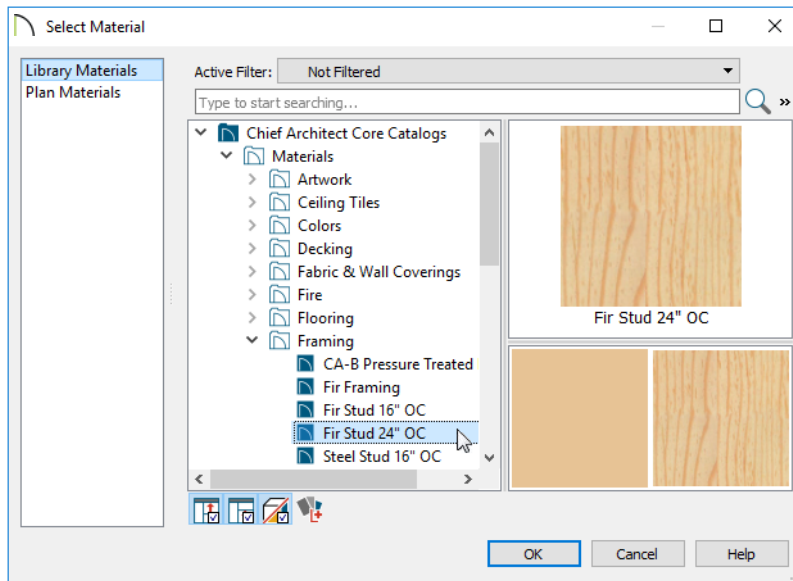 Select Material
Library Materials
Plan Materials
Active Filter: Not Filtered
Type to start searching...
»
Chief Architect Core Catalogs
Materials
Artwork
Ceiling Tiles
Colors
Decking
Fabric & Wall Coverings
Fire
Flooring
Framing
CA-B Pressure Treated
Fir Framing
Fir Stud 16" OC
Fir Stud 24" OC
Steel Stud 16" OC
Fir Stud 24" OC
OK
Cancel
Help